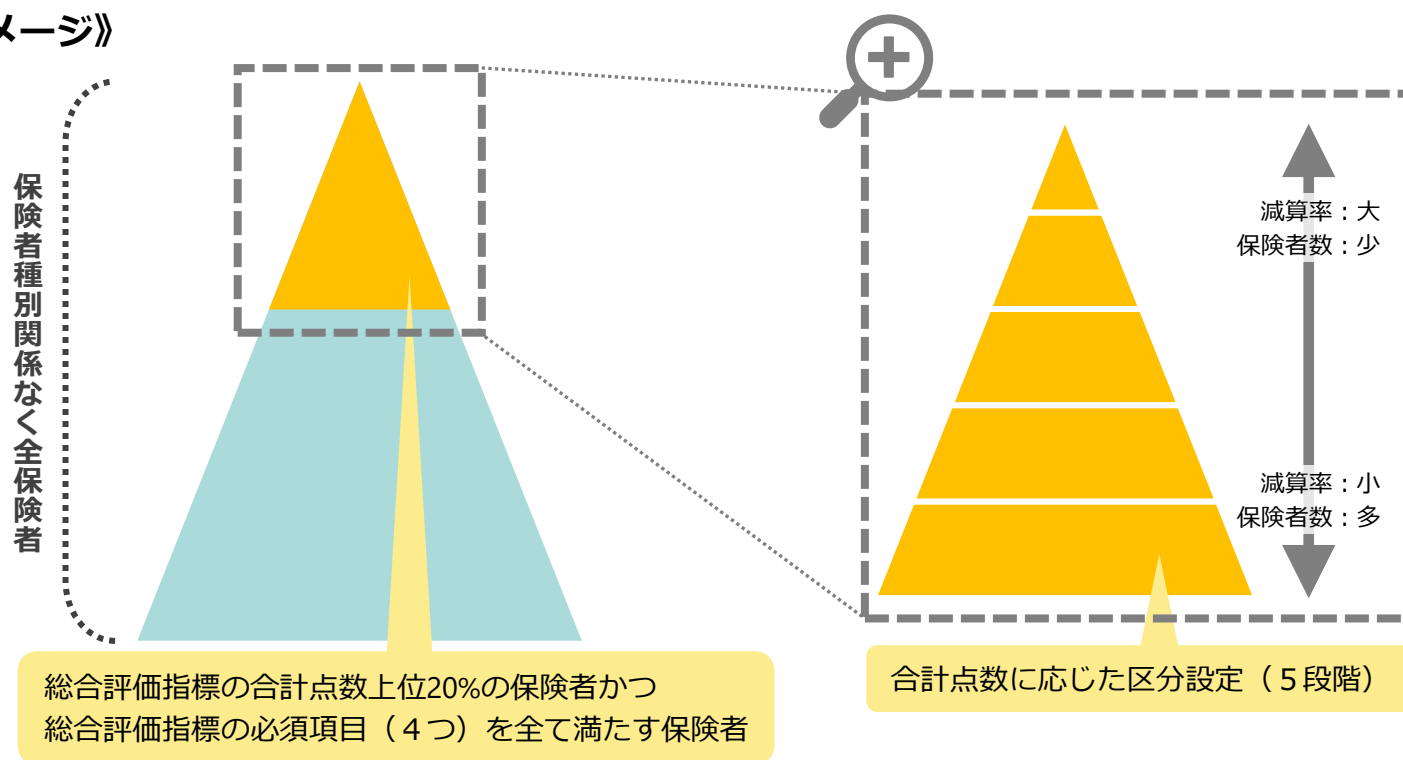 メージ》
保険者種別関係なく全保険者
減算率：大
保険者数：少
減算率：小
保険者数：多
総合評価指標の合計点数上位20%の保険者かつ
総合評価指標の必須項目（４つ）を全て満たす保険者
合計点数に応じた区分設定（５段階）